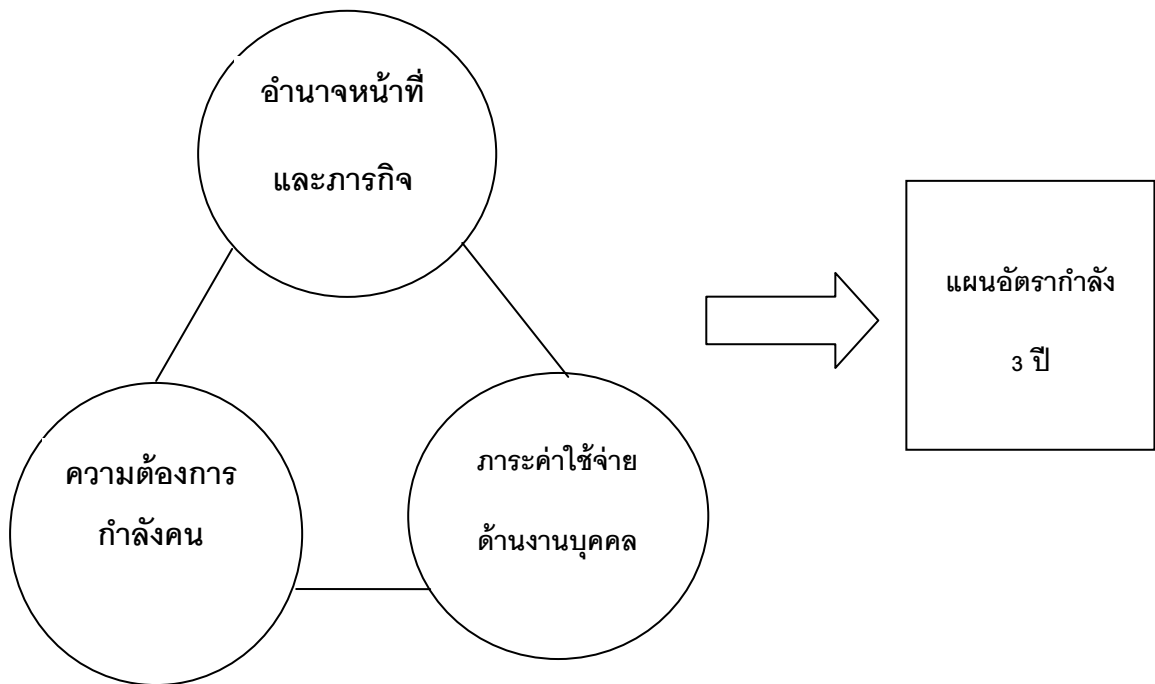 อำนาจหน้าที่
และภารกิจ
แผนอัตรากำลัง
3 ปี
ความต้องการ
กำลังคน
ภาระค่าใช้จ่าย
ด้านงานบุคคล